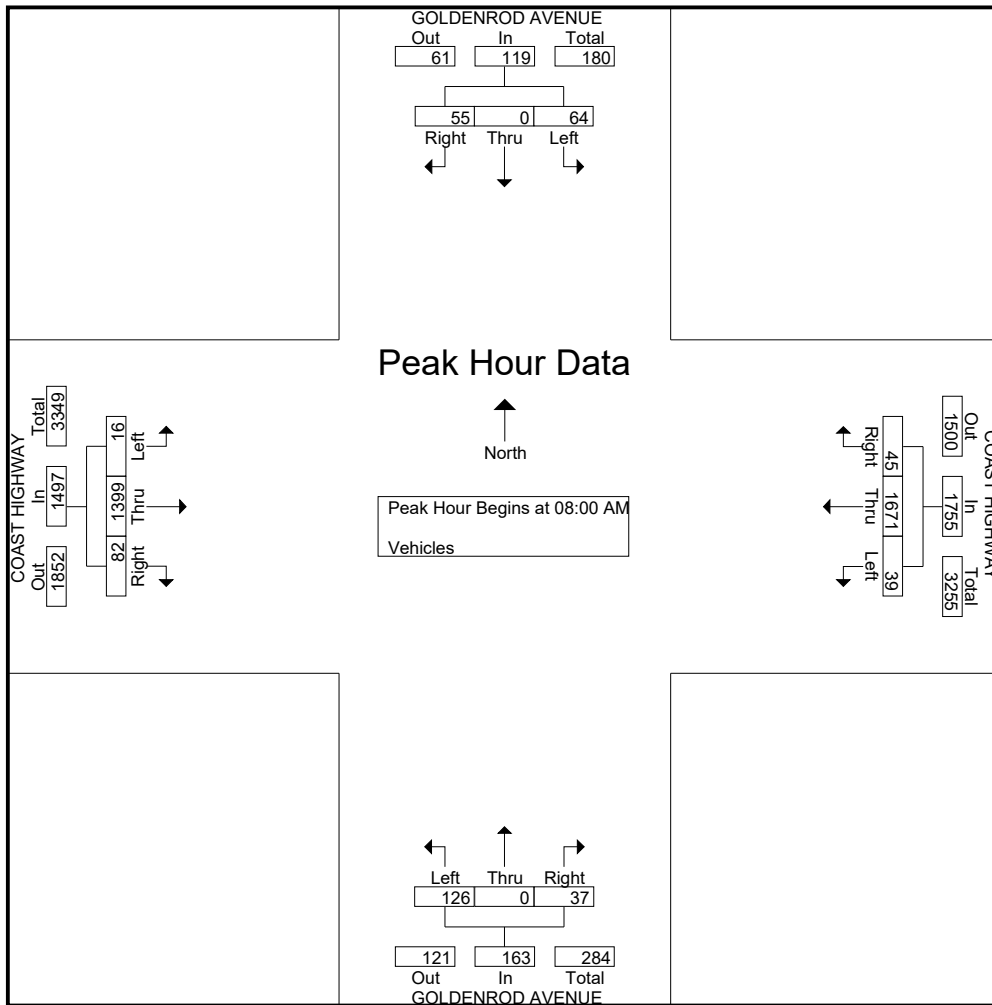 GOLDENROD AVENUE
Out In Total
61 119 180
55 0 64
Right Thru Left
Peak Hour Data
North
Peak Hour Begins at 08:00 AM
Vehicles
COAST HIGHWAY
Out In Total
1852 1497 3349
Left Thru Right
16 1399 82
COAST HIGHWAY
Out In Total
1500 1755 3255
Right Thru Left
45 1671 39
Left Thru Right
126 0 37
121 163 284
Out In Total
GOLDENROD AVENUE